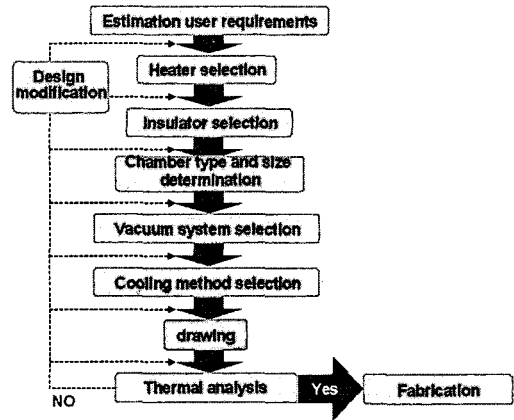 Estimation user requirements
Heater selection
Design
modification
Insulator selection
Chamber type and size
determination
Vacuum system selection
Cooling method selection
drawing
Thermal analysis
Yes
Fabrication
NO